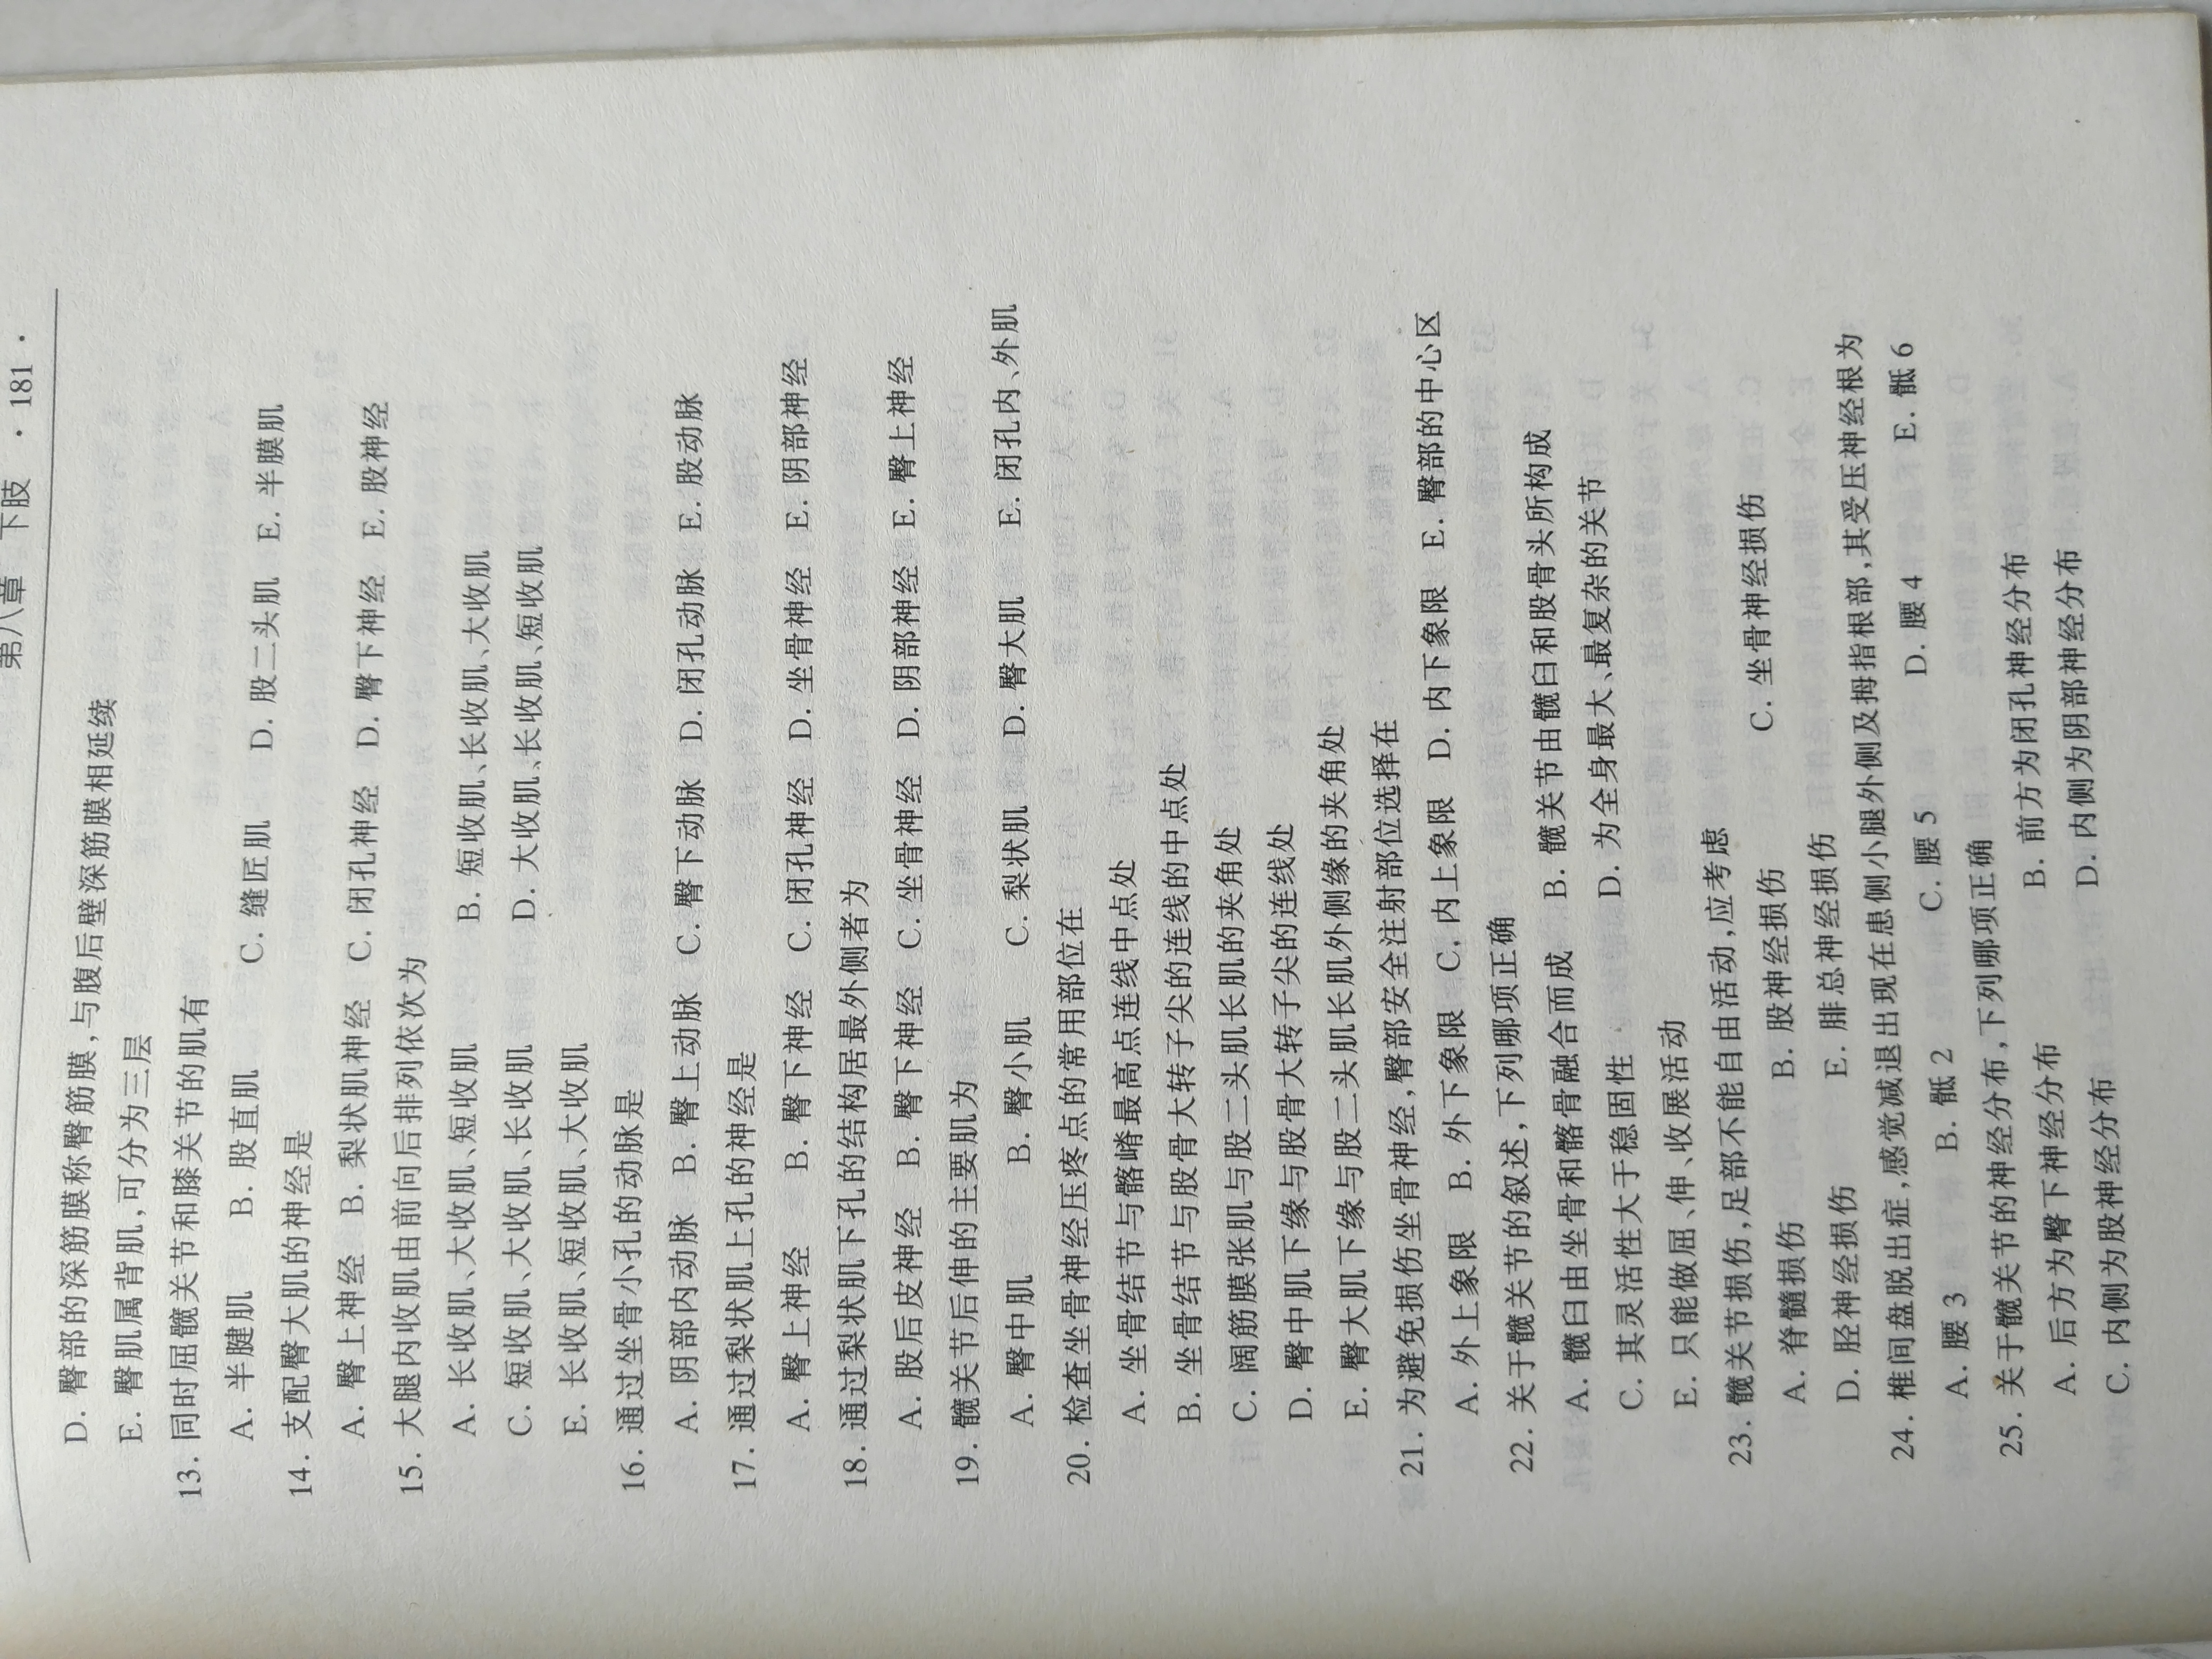 第八章 下肢 · 181 ·
D. 臀部的深筋膜称臀筋膜,与腹后壁深筋膜相延续
E. 臀肌属背肌,可分为三层
13. 同时屈髋关节和膝关节的肌有
A. 半腱肌 B. 股直肌 C. 缝匠肌 D. 股二头肌 E. 半膜肌
14. 支配臀大肌的神经是
A. 臀上神经 B. 梨状肌神经 C. 闭孔神经 D. 臀下神经 E. 股神经
15. 大腿内收肌由前向后排列依次为
A. 长收肌、大收肌、短收肌 B. 短收肌、长收肌、大收肌
C. 短收肌、大收肌、长收肌 D. 大收肌、长收肌、短收肌
E. 长收肌、短收肌、大收肌
16. 通过坐骨小孔的动脉是
A. 阴部内动脉 B. 臀上动脉 C. 臀下动脉 D. 闭孔动脉 E. 股动脉
17. 通过梨状肌上孔的神经是
A. 臀上神经 B. 臀下神经 C. 闭孔神经 D. 坐骨神经 E. 阴部神经
18. 通过梨状肌下孔的结构居最外侧者为
A. 股后皮神经 B. 臀下神经 C. 坐骨神经 D. 阴部神经 E. 臀上神经
19. 髋关节后伸的主要肌为
A. 臀中肌 B. 臀小肌 C. 梨状肌 D. 臀大肌 E. 闭孔内、外肌
20. 检查坐骨神经压疼点的常用部位在
A. 坐骨结节与髂嵴最高点连线中点处
B. 坐骨结节与股骨大转子尖的连线的中点处
C. 阔筋膜张肌与股二头肌长肌的夹角处
D. 臀中肌下缘与股骨大转子尖的连线处
E. 臀大肌下缘与股二头肌长肌外侧缘的夹角处
21. 为避免损伤坐骨神经,臀部安全注射部位选择在
A. 外上象限 B. 外下象限 C. 内上象限 D. 内下象限 E. 臀部的中心区
22. 关于髋关节的叙述,下列哪项正确
A. 髋臼由坐骨和髂骨融合而成 B. 髋关节由髋臼和股骨头所构成
C. 其灵活性大于稳固性 D. 为全身最大、最复杂的关节
E. 只能做屈、伸、收展活动
23. 髋关节损伤,足部不能自由活动,应考虑
A. 脊髓损伤 B. 股神经损伤 C. 坐骨神经损伤
D. 胫神经损伤 E. 腓总神经损伤
24. 椎间盘脱出症,感觉减退出现在患侧小腿外侧及拇指根部,其受压神经根为
A. 腰 3 B. 骶 2 C. 腰 5 D. 腰 4 E. 骶 6
25. 关于髋关节的神经分布,下列哪项正确
A. 后方为臀下神经分布 B. 前方为闭孔神经分布
C. 内侧为股神经分布 D. 内侧为阴部神经分布